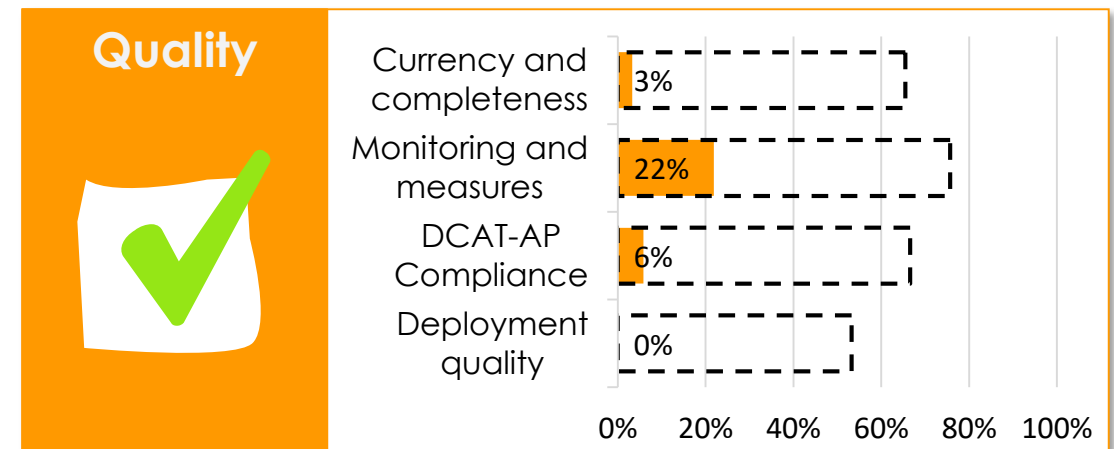 Quality
Currency and
completeness
3%
Monitoring and
measures
22%
DCAT-AP
Compliance
6%
Deployment
quality
0%
0% 20% 40% 60% 80% 100%